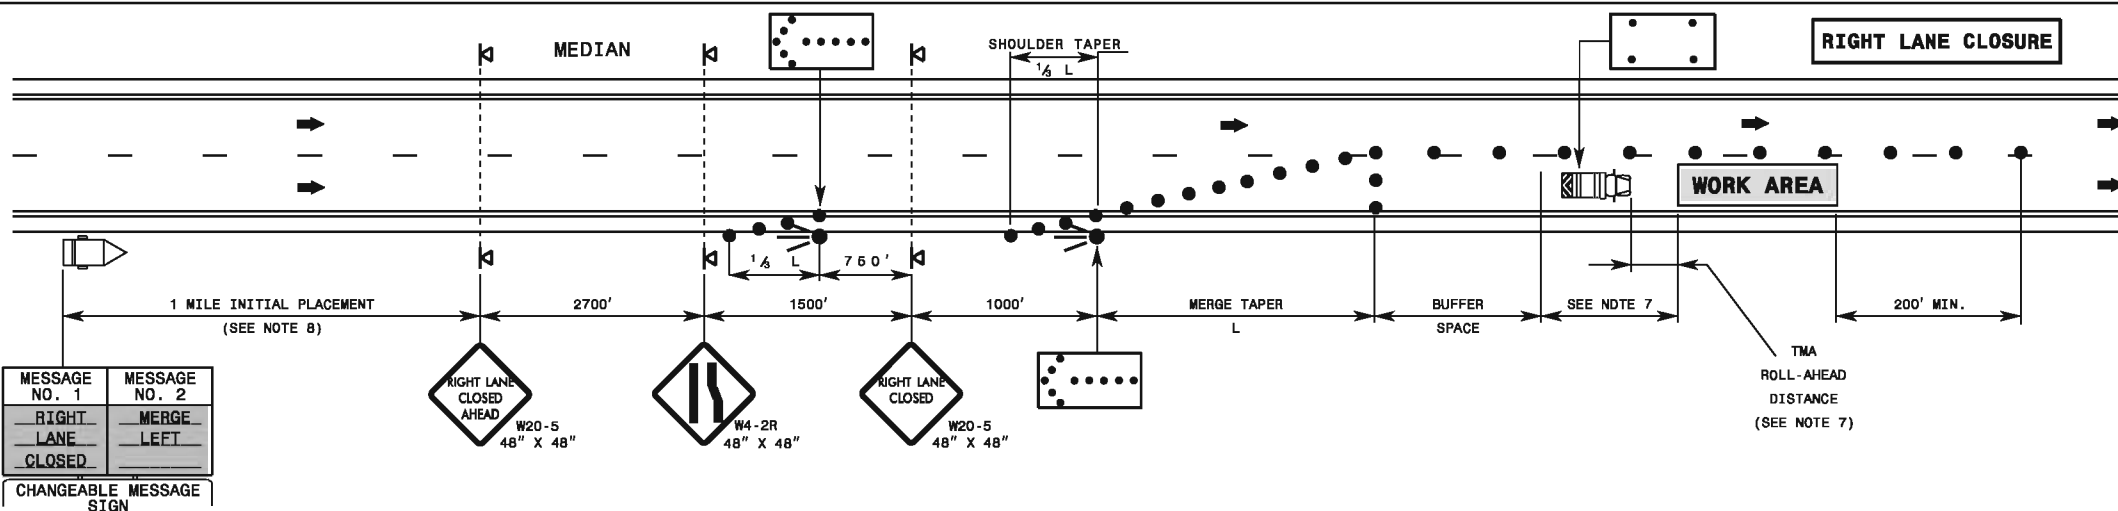 MEDIAN
SHOULDER TAPER
1/3 L
RIGHT LANE CLOSURE
WORK AREA
1/3 L
750'
1 MILE INITIAL PLACEMENT
(SEE NOTE 8)
2700'
1500'
1000'
MERGE TAPER
L
BUFFER
SPACE
SEE NOTE 7
200' MIN.
TMA
ROLL-AHEAD
DISTANCE
(SEE NOTE 7)
RIGHT LANE
CLOSED
AHEAD
W20-5
48" X 48"
W4-2R
48" X 48"
RIGHT LANE
CLOSED
W20-5
48" X 48"
MESSAGE
NO. 1
MESSAGE
NO. 2
RIGHT
LANE
CLOSED
MERGE
LEFT
CHANGEABLE MESSAGE
SIGN